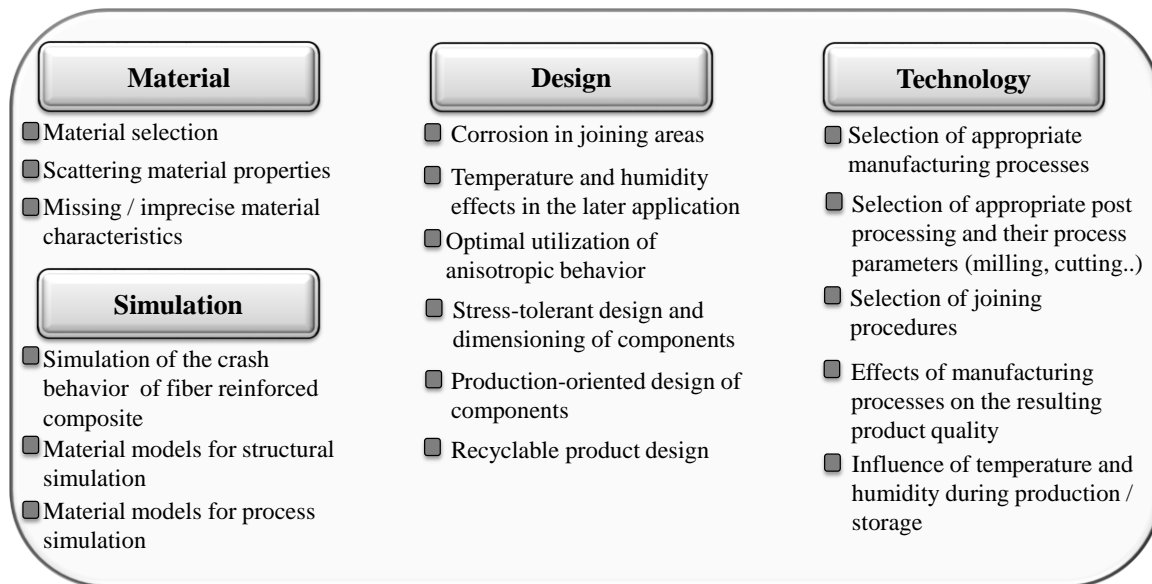 Material
Material selection
Scattering material properties
Missing / imprecise material
characteristics
Simulation
Simulation of the crash
behavior of fiber reinforced
composite
Material models for structural
simulation
Material models for process
simulation
Design
Corrosion in joining areas
Temperature and humidity
effects in the later application
Optimal utilization of
anisotropic behavior
Stress-tolerant design and
dimensioning of components
Production-oriented design of
components
Recyclable product design
Technology
Selection of appropriate
manufacturing processes
Selection of appropriate post
processing and their process
parameters (milling, cutting..)
Selection of joining
procedures
Effects of manufacturing
processes on the resulting
product quality
Influence of temperature and
humidity during production /
storage